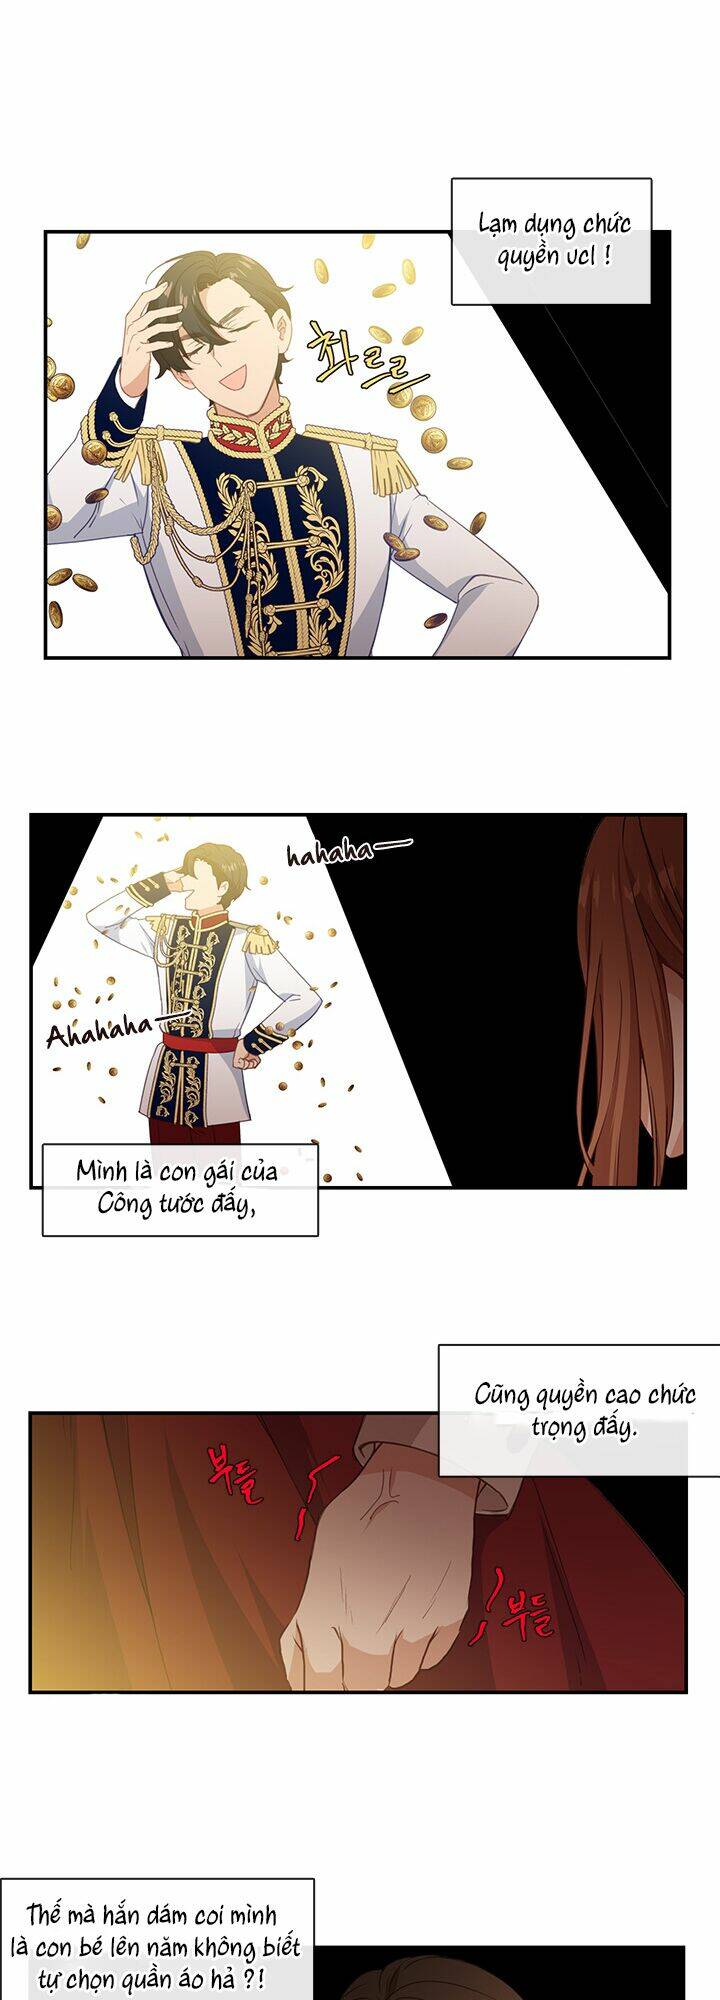 Lạm dụng chức
quyền vcl !
촤르르
hahaha—
Ahahaha—
Mình là con gái của
Công tước đấy,
Cũng quyền cao chức
trọng đấy.
부들
부들
Thế mà hắn dám coi mình
là con bé lên năm không biết
tự chọn quần áo hả ?!